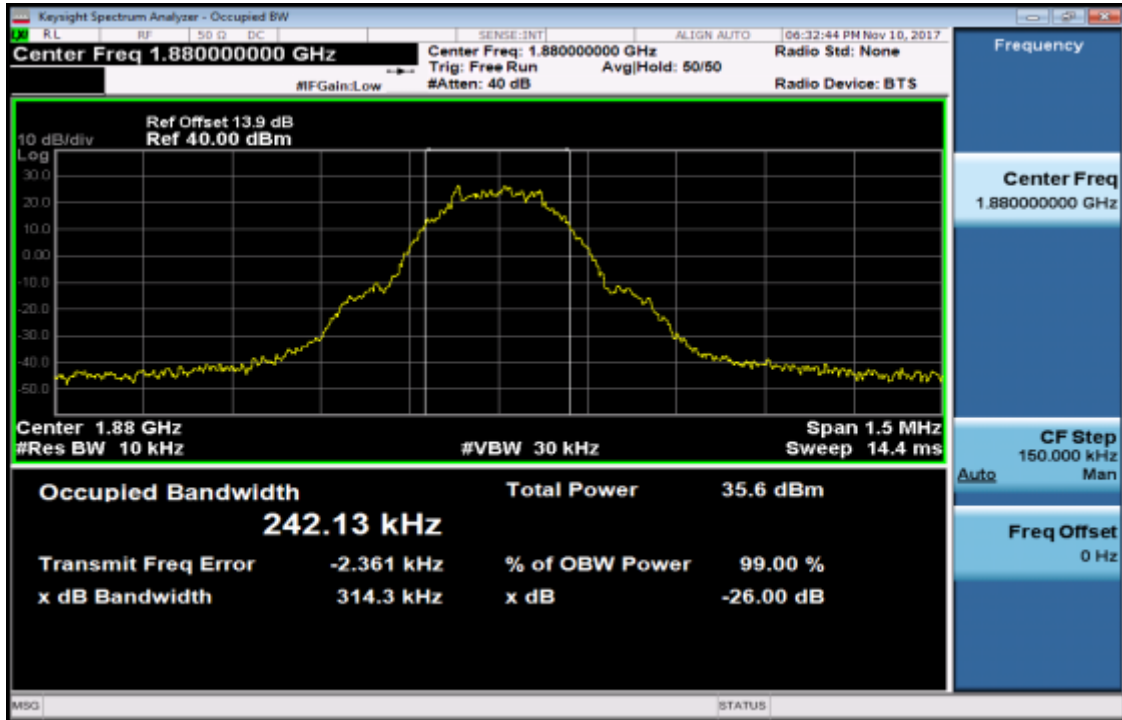 Keysight Spectrum Analyzer - Occupied BW
RL RF 50 Ω DC SENSE:INT ALIGN AUTO 06:32:44 PM Nov 10, 2017
Center Freq 1.880000000 GHz
Center Freq: 1.880000000 GHz
Radio Std: None
Trig: Free Run Avg|Hold: 50/50
#IFGain:Low #Atten: 40 dB
Radio Device: BTS
Ref Offset 13.9 dB
10 dB/div Ref 40.00 dBm
Log
30.0
20.0
10.0
0.00
-10.0
-20.0
-30.0
-40.0
-50.0
Center 1.88 GHz Span 1.5 MHz
#Res BW 10 kHz #VBW 30 kHz Sweep 14.4 ms
Occupied Bandwidth Total Power 35.6 dBm
242.13 kHz
Transmit Freq Error -2.361 kHz % of OBW Power 99.00 %
x dB Bandwidth 314.3 kHz x dB -26.00 dB
MSG STATUS
Frequency
Center Freq
1.880000000 GHz
CF Step
150.000 kHz
Auto Man
Freq Offset
0 Hz